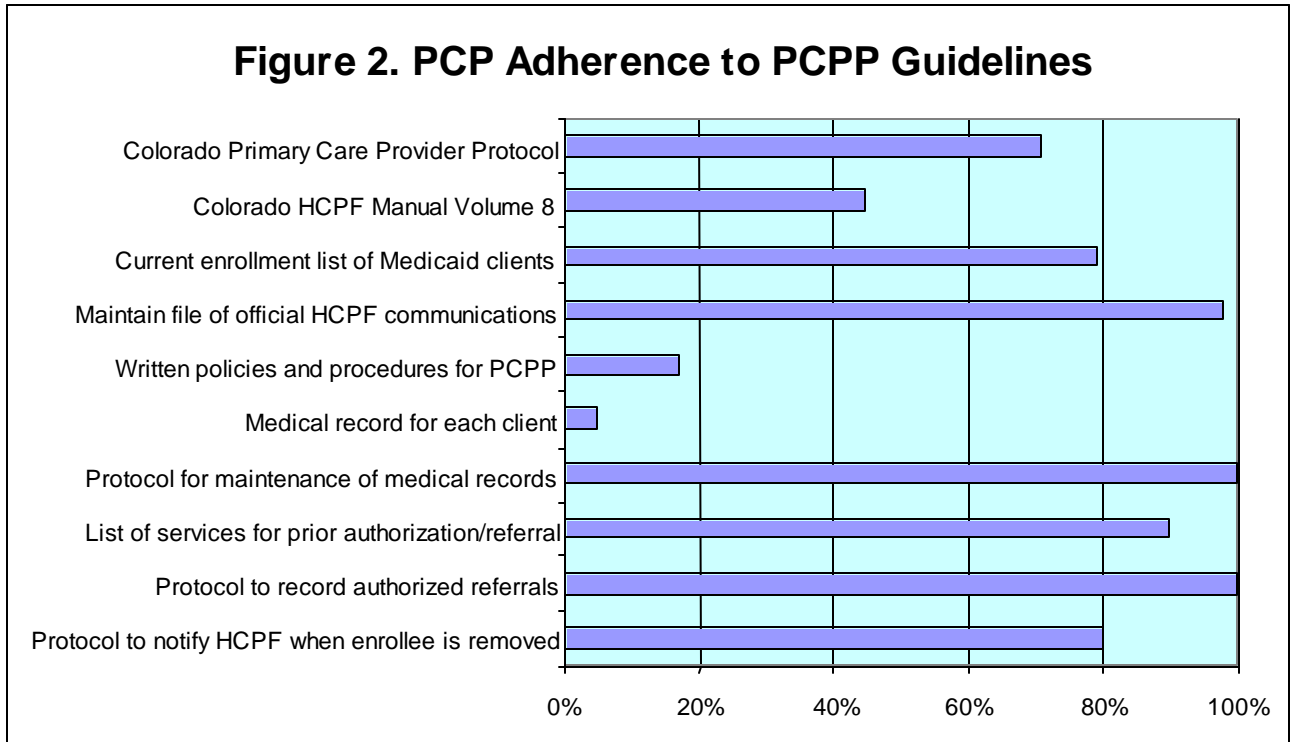 Figure 2. PCP Adherence to PCPP Guidelines
Colorado Primary Care Provider Protocol
Colorado HCPF Manual Volume 8
Current enrollment list of Medicaid clients
Maintain file of official HCPF communications
Written policies and procedures for PCPP
Medical record for each client
Protocol for maintenance of medical records
List of services for prior authorization/referral
Protocol to record authorized referrals
Protocol to notify HCPF when enrollee is removed
0% 20% 40% 60% 80% 100%